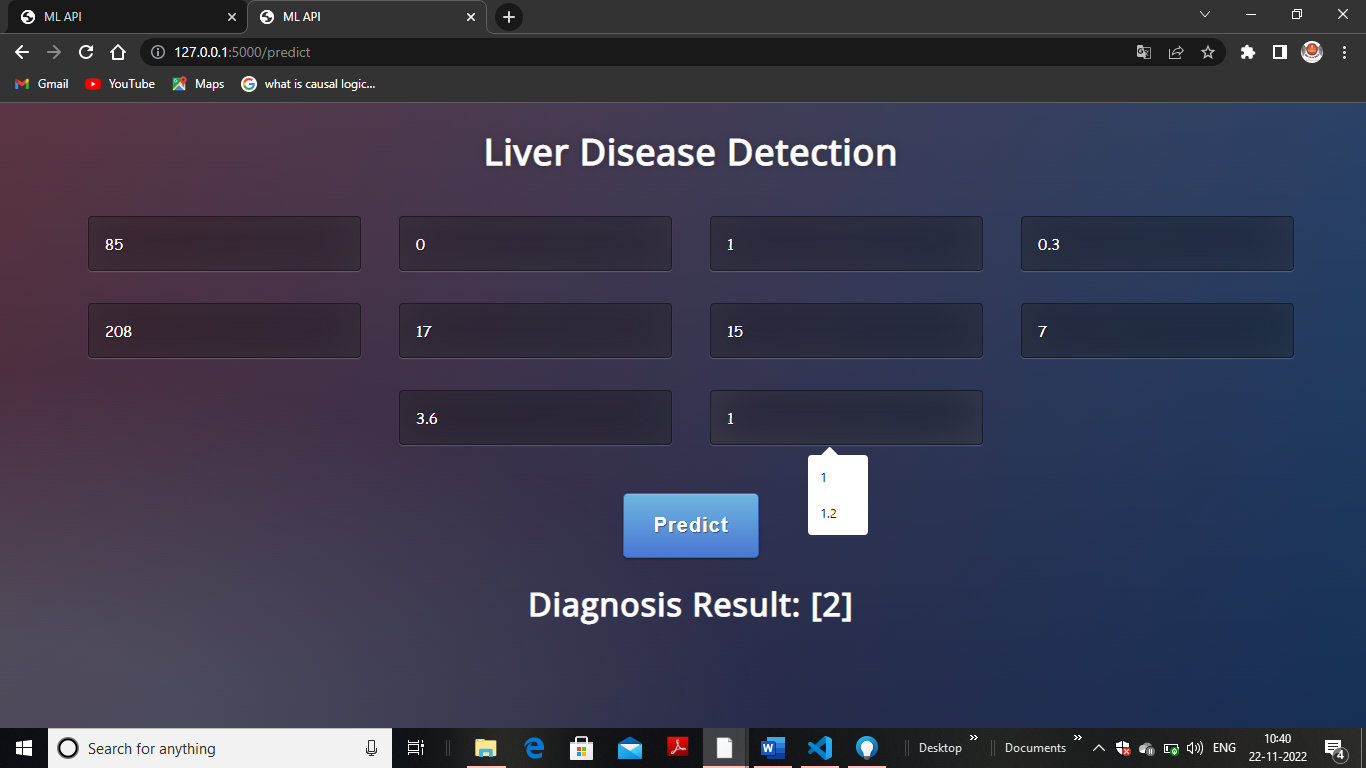 ML API
ML API
127.0.0.1:5000/predict
Gmail YouTube Maps what is causal logic...
Liver Disease Detection
85 0 1 0.3
208 17 15 7
3.6 1
1
1.2
Predict
Diagnosis Result: [2]
Search for anything
Desktop » Documents » ENG 10:40
22-11-2022
4